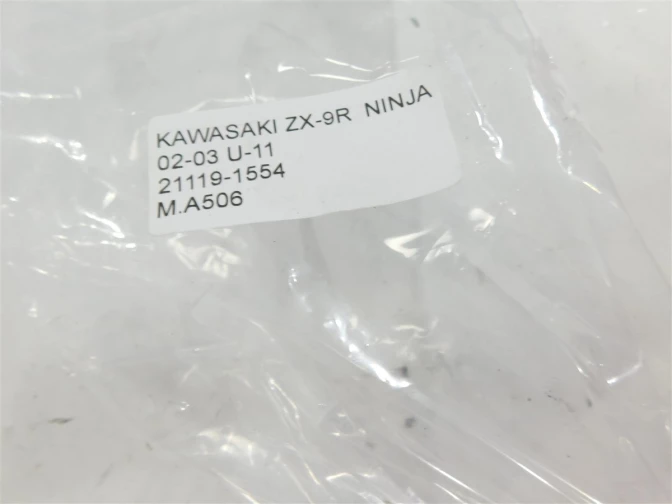 KAWASAKI ZX-9R NINJA
02-03 U-11
21119-1554
M.A506